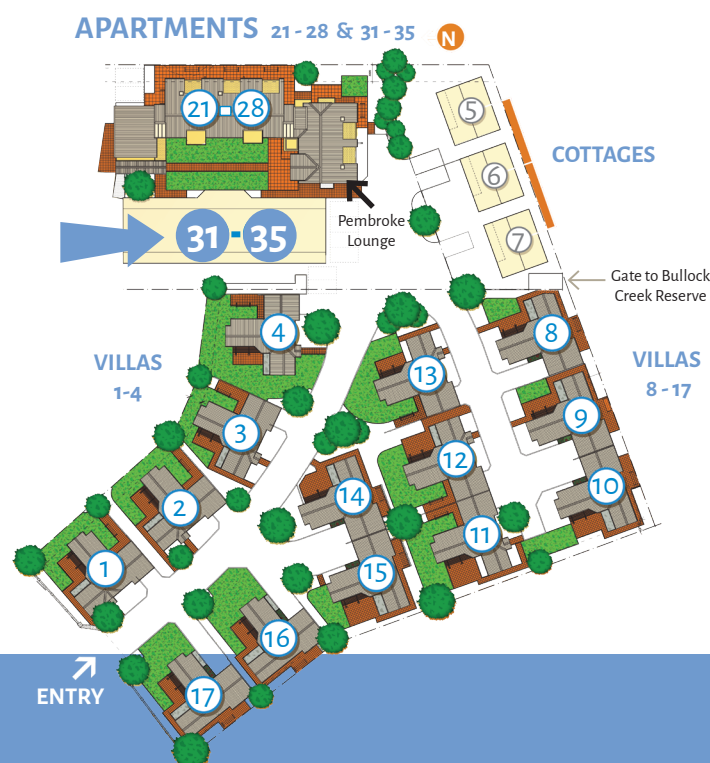 APARTMENTS 21 - 28 & 31 - 35
N
21 - 28
5
COTTAGES
6
Pembroke
Lounge
31 - 35
7
Gate to Bullock
Creek Reserve
4
8
VILLAS
1-4
13
VILLAS
8 - 17
3
9
12
2
14
10
11
1
15
16
ENTRY
17